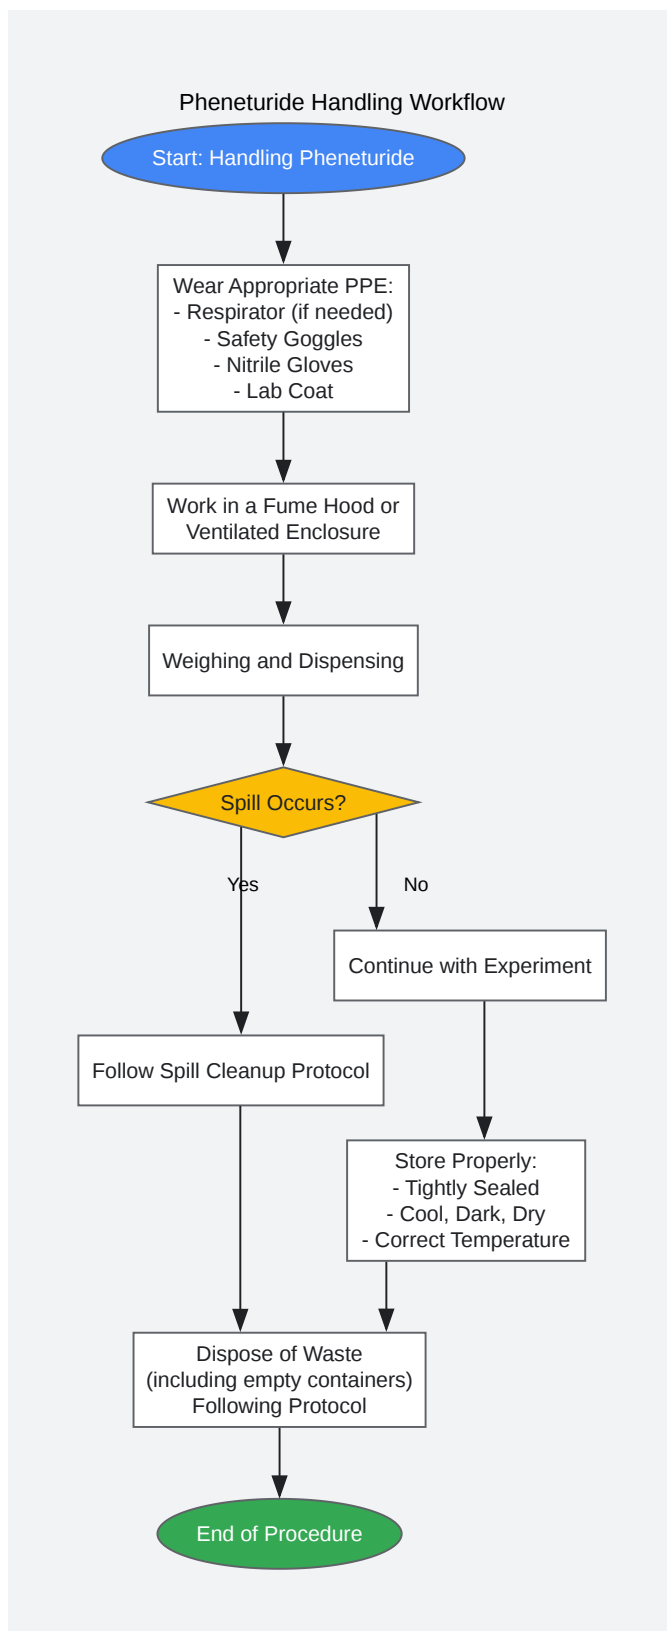 Pheneturide Handling Workflow
Start: Handling Pheneturide
Wear Appropriate PPE:
- Respirator (if needed)
- Safety Goggles
- Nitrile Gloves
- Lab Coat
Work in a Fume Hood or
Ventilated Enclosure
Weighing and Dispensing
Spill Occurs?
Yes
No
Continue with Experiment
Follow Spill Cleanup Protocol
Store Properly:
- Tightly Sealed
- Cool, Dark, Dry
- Correct Temperature
Dispose of Waste
(including empty containers)
Following Protocol
End of Procedure